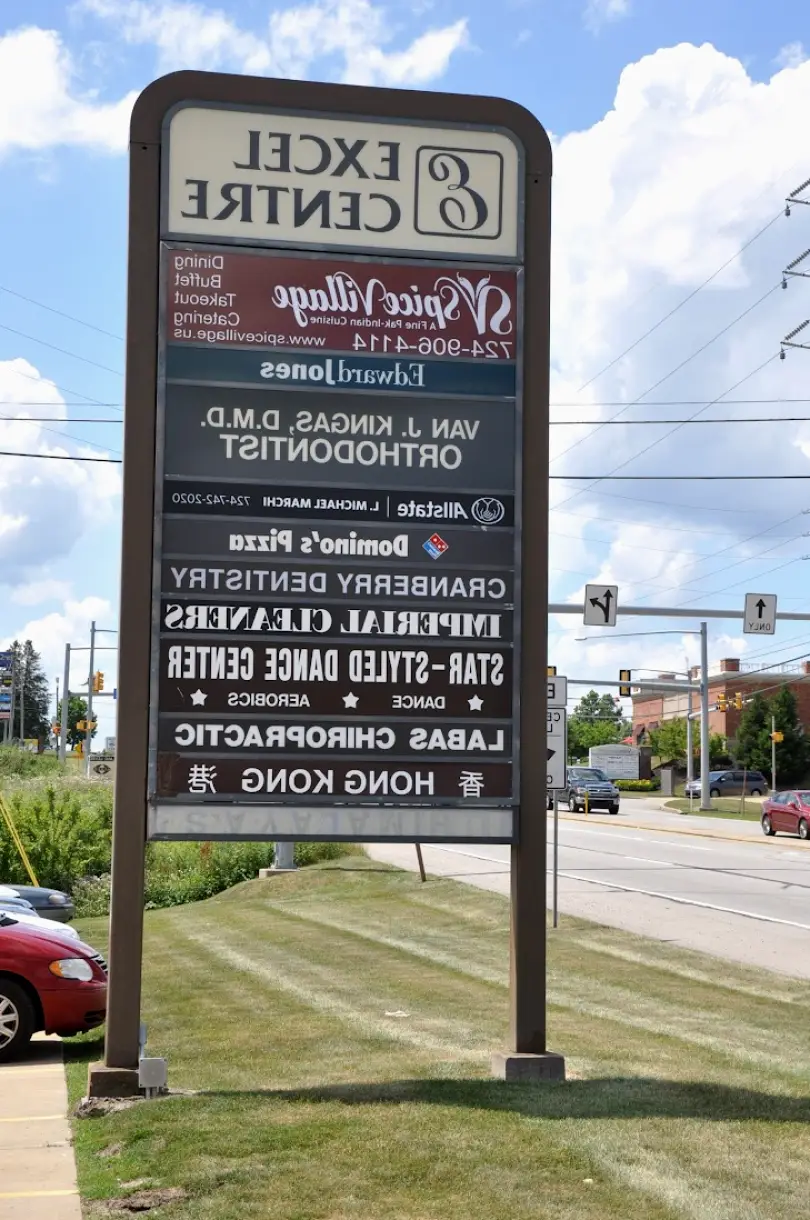 E EXCEL
CENTRE
SV Spice Village
A Fine Pak-Indian Cuisine
724-906-4114
www.spicevillage.us
Dining
Buffet
Takeout
Catering
Edward Jones
VAN J. KINGAS, D.M.D.
ORTHODONTIST
Allstate | L. MICHAEL MARCHI 724-742-2020
Domino's Pizza
CRANBERRY DENTISTRY
IMPERIAL CLEANERS
STAR-STYLED DANCE CENTER
★ DANCE ★ AEROBICS ★
LABAS CHIROPRACTIC
香 HONG KONG 港
ONLY